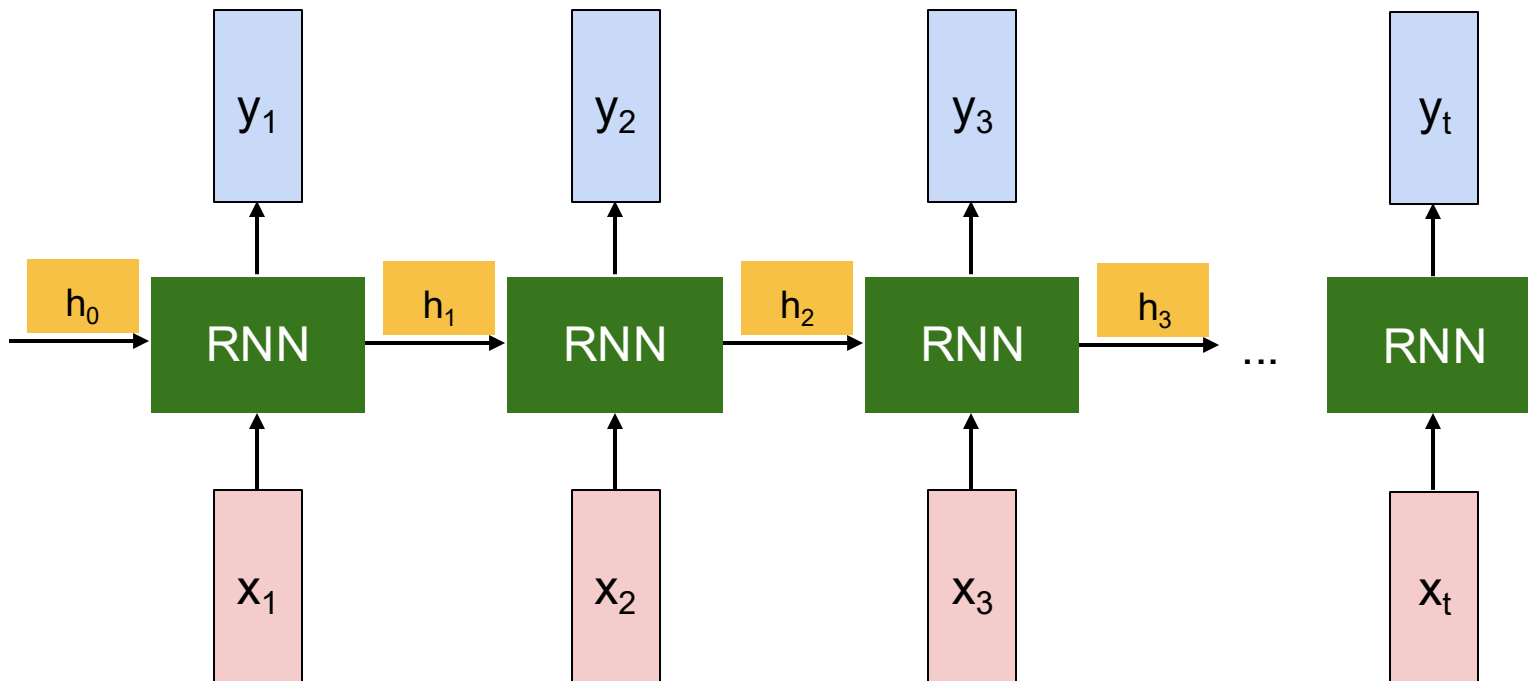 y₁ y₂ y₃ yₜ
h₀ RNN h₁ RNN h₂ RNN h₃ ... RNN
x₁ x₂ x₃ xₜ